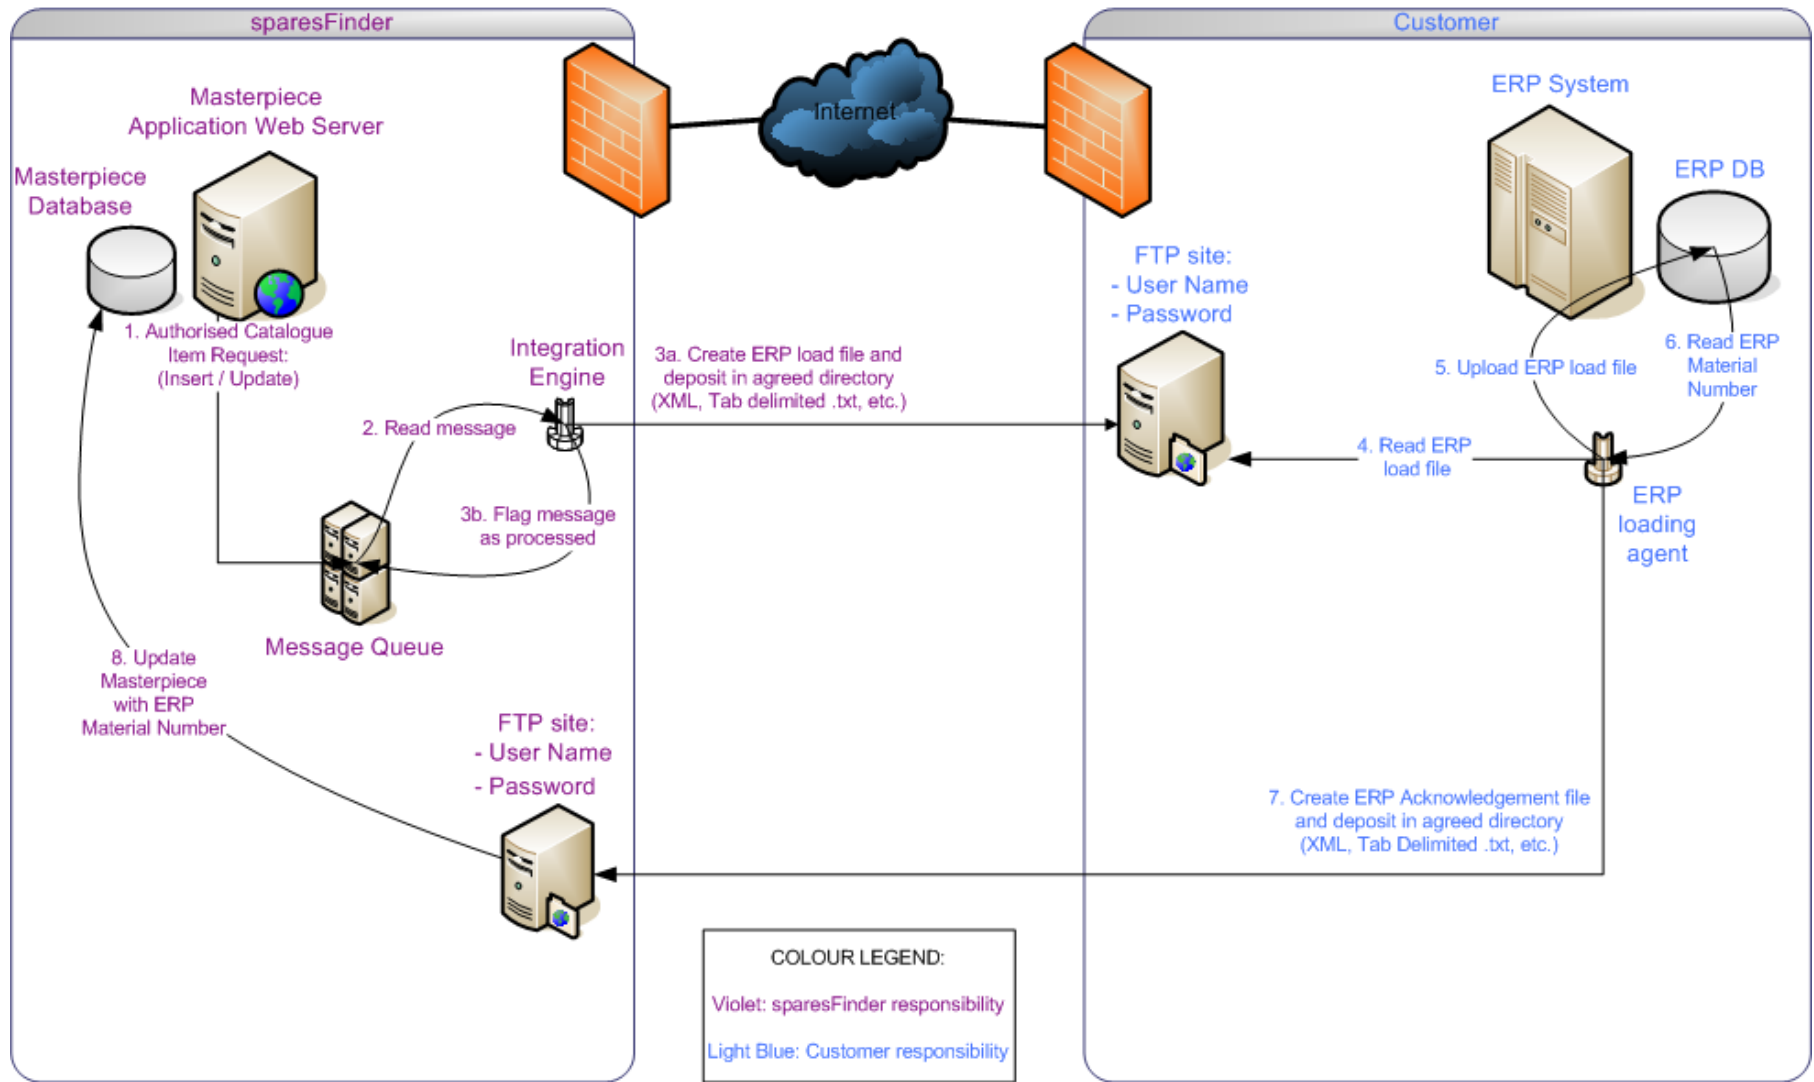 sparesFinder
Customer
Masterpiece
Application Web Server
Masterpiece
Database
Internet
ERP System
ERP DB
FTP site:
- User Name
- Password
1. Authorised Catalogue
Item Request:
(Insert / Update)
Integration
Engine
2. Read message
3a. Create ERP load file and
deposit in agreed directory
(XML, Tab delimited .txt, etc.)
3b. Flag message
as processed
4. Read ERP
load file
5. Upload ERP load file
6. Read ERP
Material
Number
ERP
loading
agent
Message Queue
8. Update
Masterpiece
with ERP
Material Number
FTP site:
- User Name
- Password
7. Create ERP Acknowledgement file
and deposit in agreed directory
(XML, Tab Delimited .txt, etc.)
COLOUR LEGEND:
Violet: sparesFinder responsibility
Light Blue: Customer responsibility